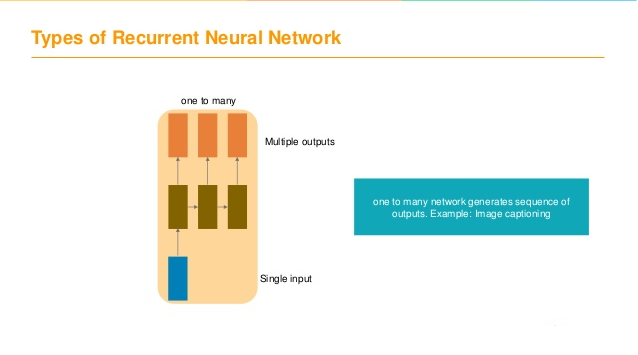 Types of Recurrent Neural Network
one to many
Multiple outputs
one to many network generates sequence of
outputs. Example: Image captioning
Single input